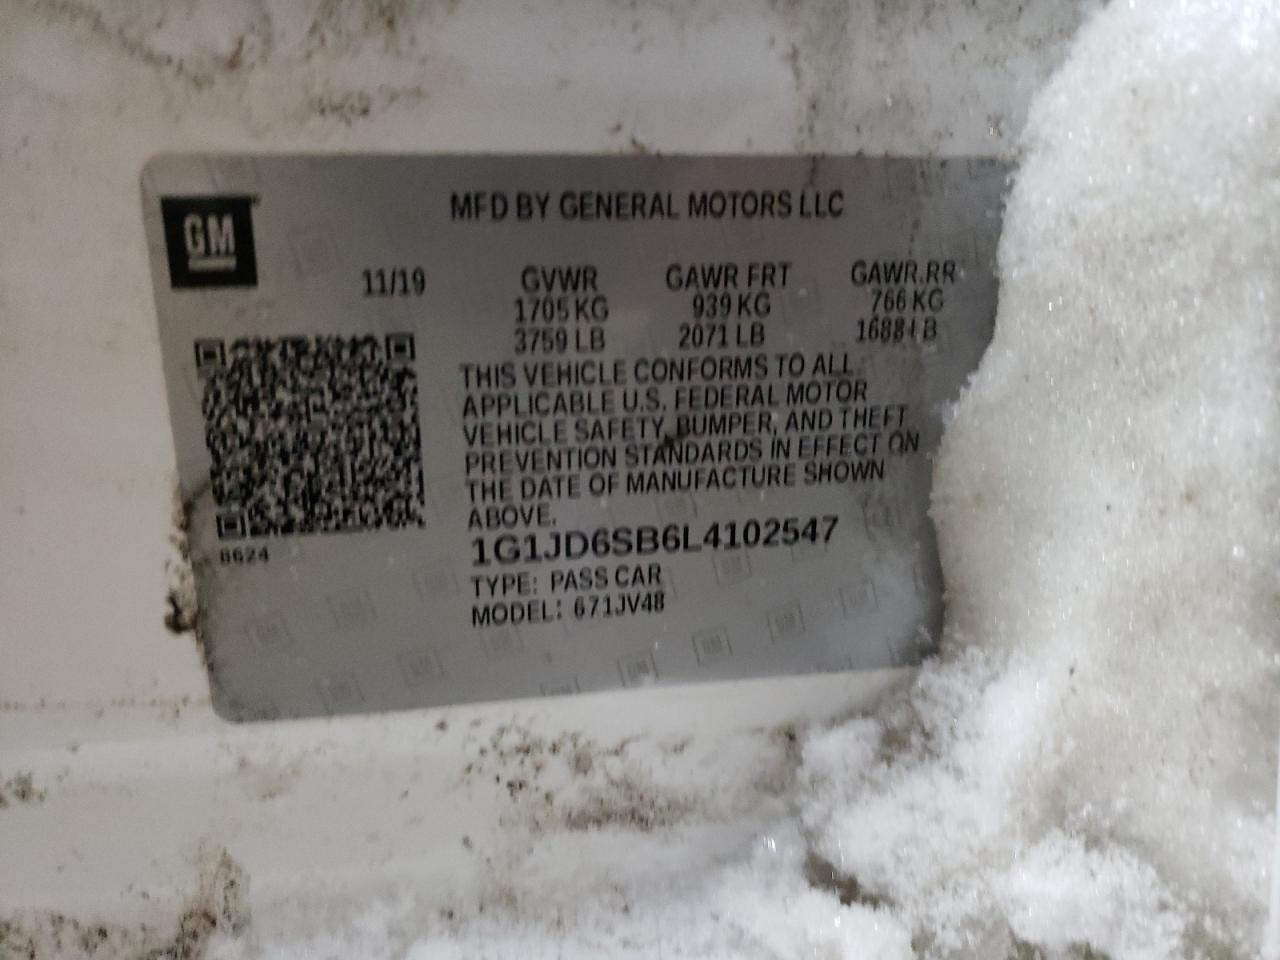 GM
MFD BY GENERAL MOTORS LLC
11/19 GVWR GAWR FRT GAWR.RR
1705 KG 939 KG 766 KG
3759 LB 2071 LB 1688 LB
THIS VEHICLE CONFORMS TO ALL
APPLICABLE U.S. FEDERAL MOTOR
VEHICLE SAFETY, BUMPER, AND THEFT
PREVENTION STANDARDS IN EFFECT ON
THE DATE OF MANUFACTURE SHOWN
ABOVE.
8624
1G1JD6SB6L4102547
TYPE: PASS CAR
MODEL: 671JV48